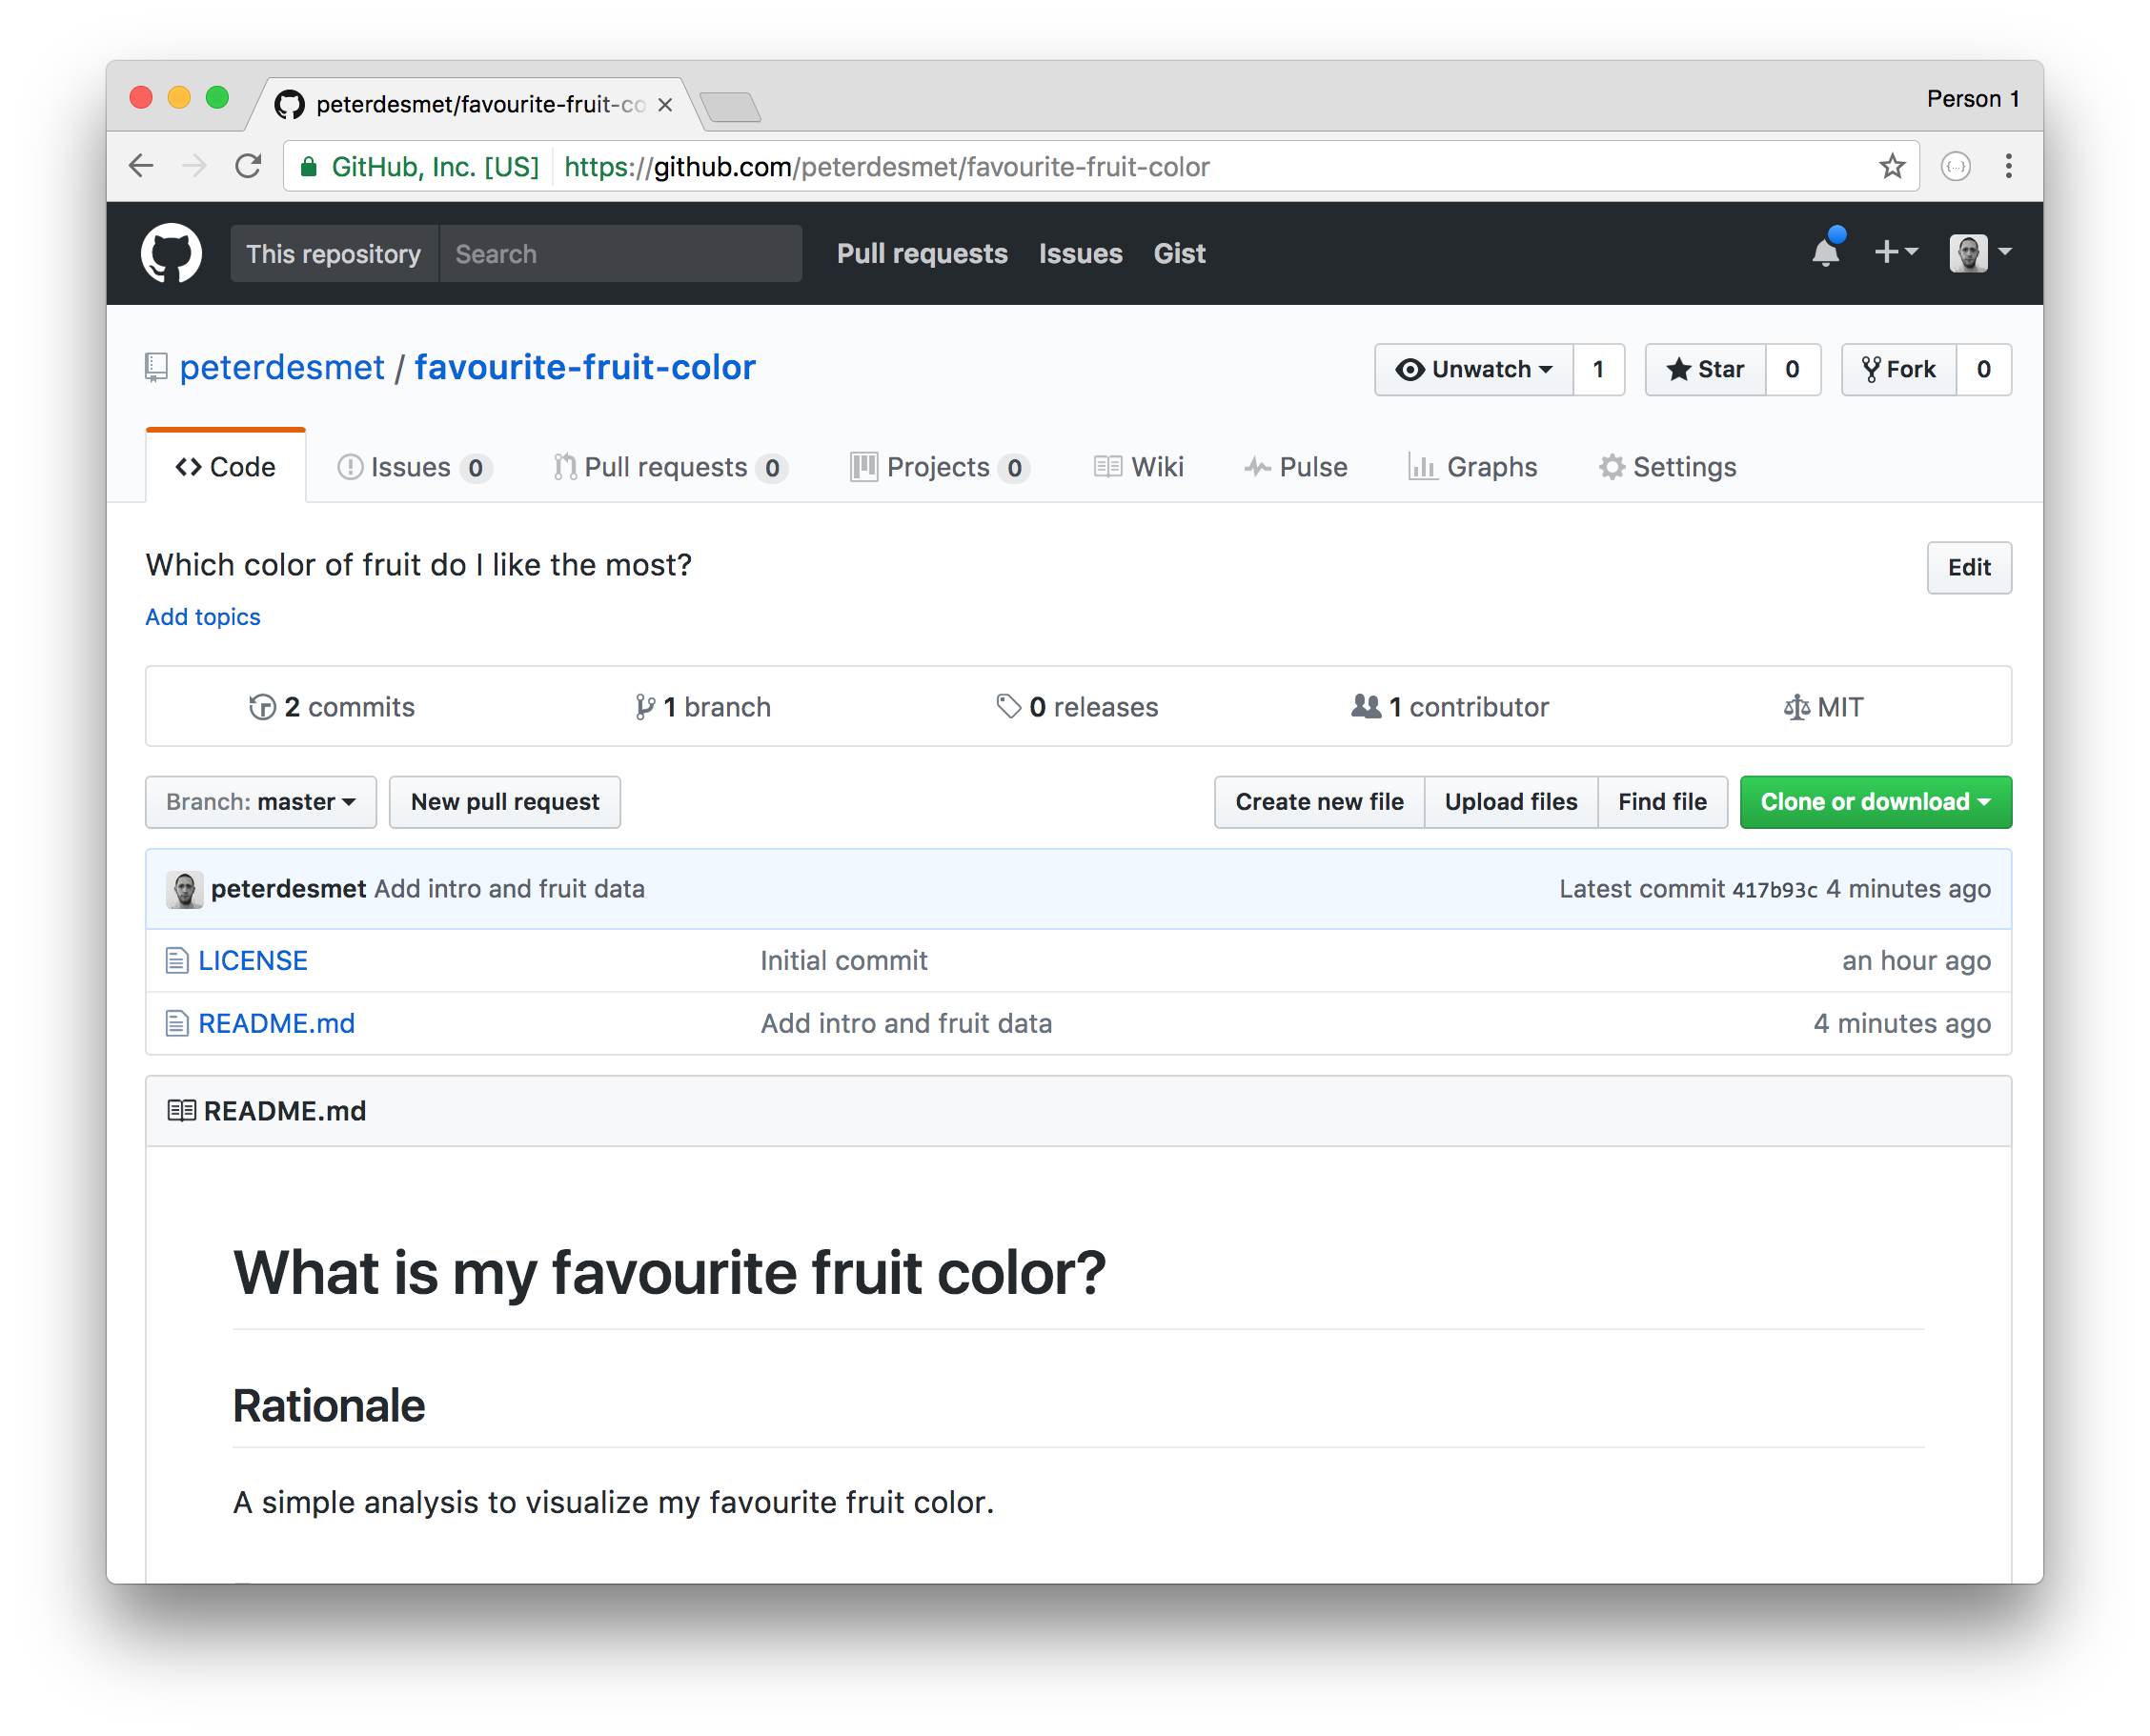 peterdesmet/favourite-fruit-co
Person 1
GitHub, Inc. [US] https://github.com/peterdesmet/favourite-fruit-color
This repository Search Pull requests Issues Gist
peterdesmet / favourite-fruit-color Unwatch 1 Star 0 Fork 0
Code Issues 0 Pull requests 0 Projects 0 Wiki Pulse Graphs Settings
Which color of fruit do I like the most? Edit
Add topics
2 commits 1 branch 0 releases 1 contributor MIT
Branch: master New pull request Create new file Upload files Find file Clone or download
peterdesmet Add intro and fruit data Latest commit 417b93c 4 minutes ago
LICENSE Initial commit an hour ago
README.md Add intro and fruit data 4 minutes ago
README.md
What is my favourite fruit color?
Rationale
A simple analysis to visualize my favourite fruit color.